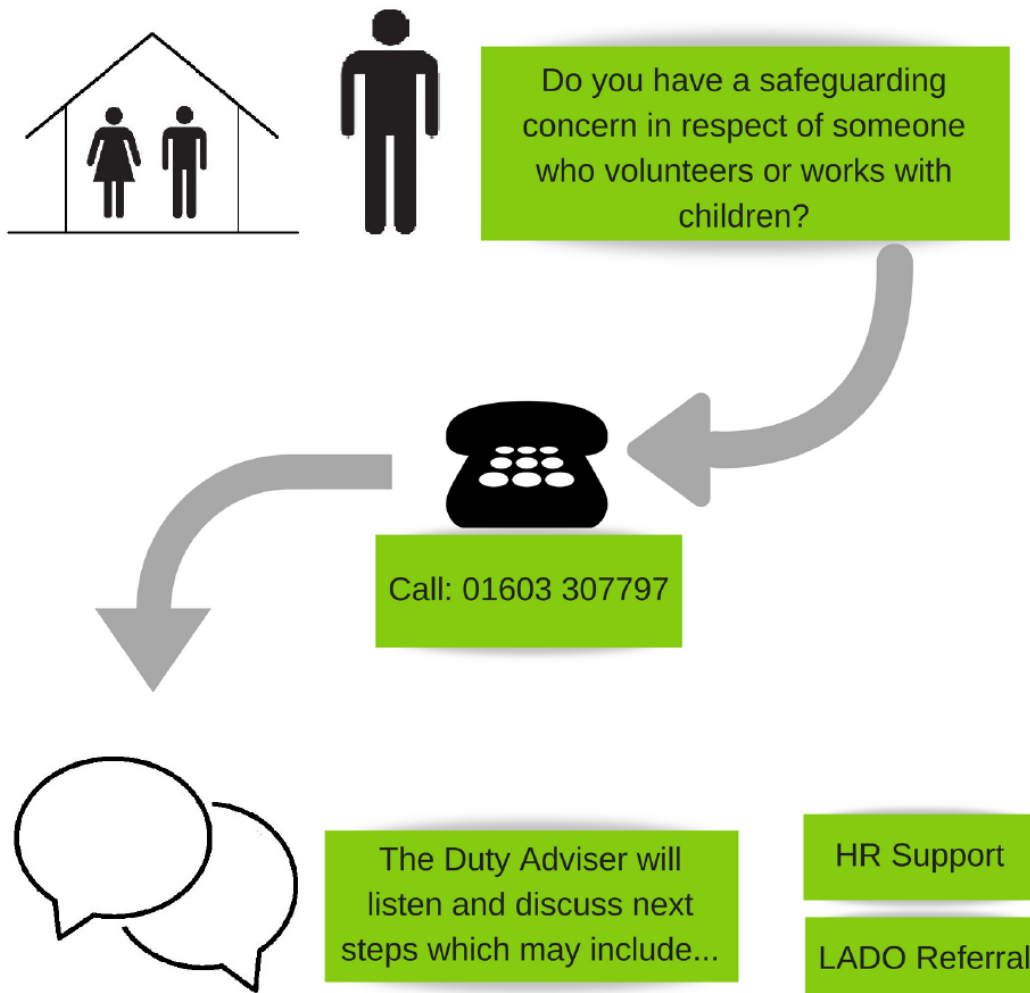 Do you have a safeguarding
concern in respect of someone
who volunteers or works with
children?
Call: 01603 307797
The Duty Adviser will
listen and discuss next
steps which may include...
HR Support
LADO Referral